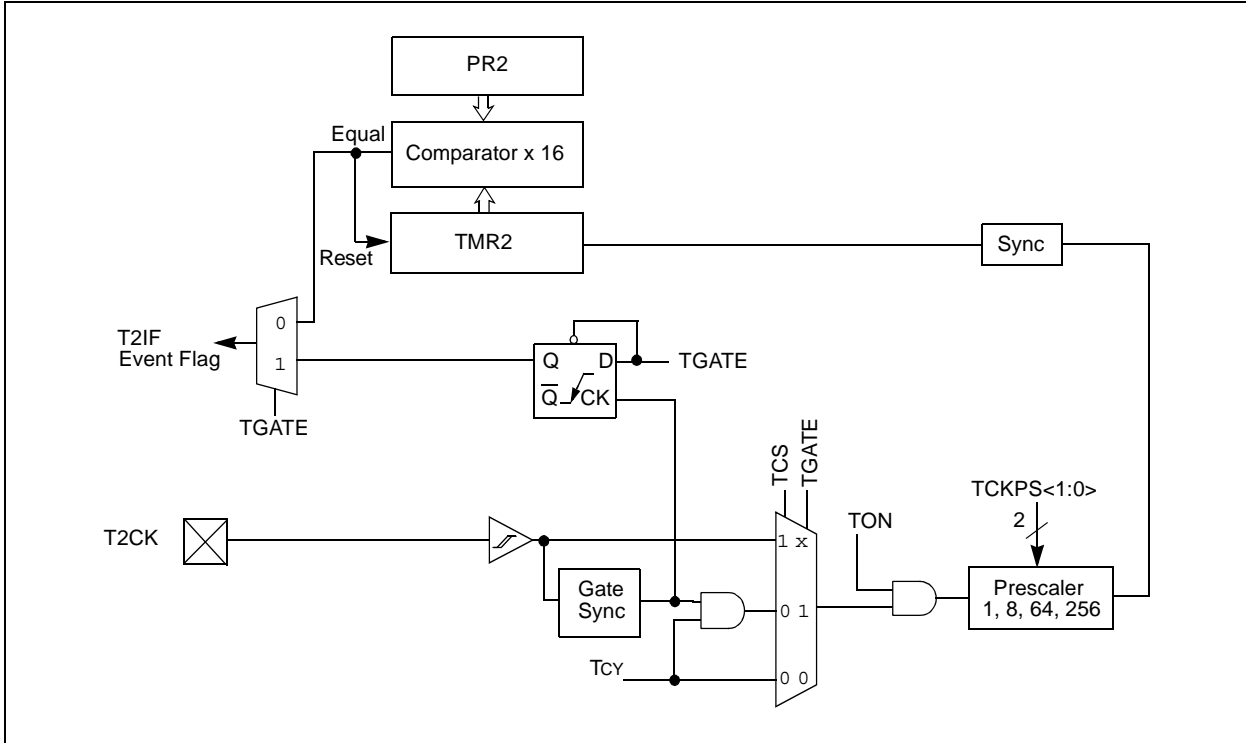 PR2
Equal
Comparator x 16
TMR2
Reset
Sync
0
T2IF
Event Flag
1
Q
D
TGATE
Q̅
CK
TGATE
TCS
TGATE
TCKPS<1:0>
2
TON
T2CK
1 x
Gate
Sync
0 1
Prescaler
1, 8, 64, 256
TCY
0 0